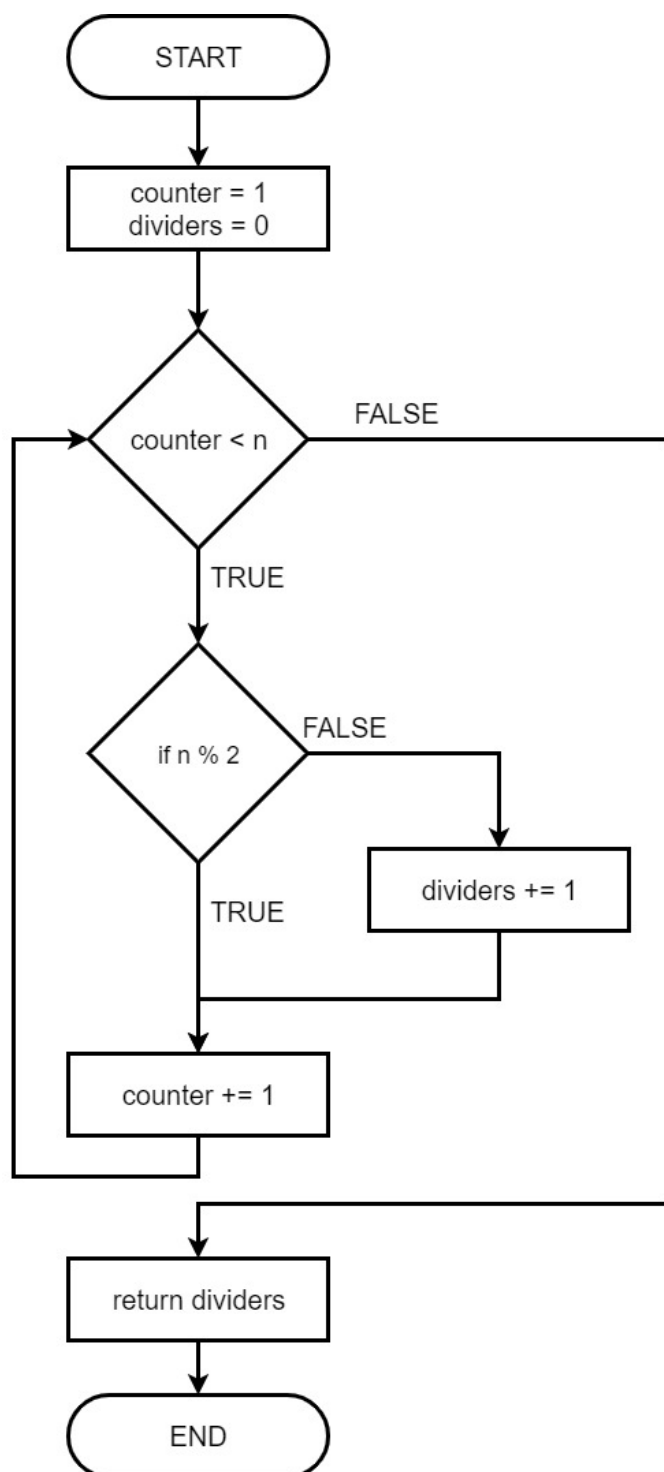 START
counter = 1
dividers = 0
counter < n
FALSE
TRUE
if n % 2
FALSE
dividers += 1
TRUE
counter += 1
return dividers
END